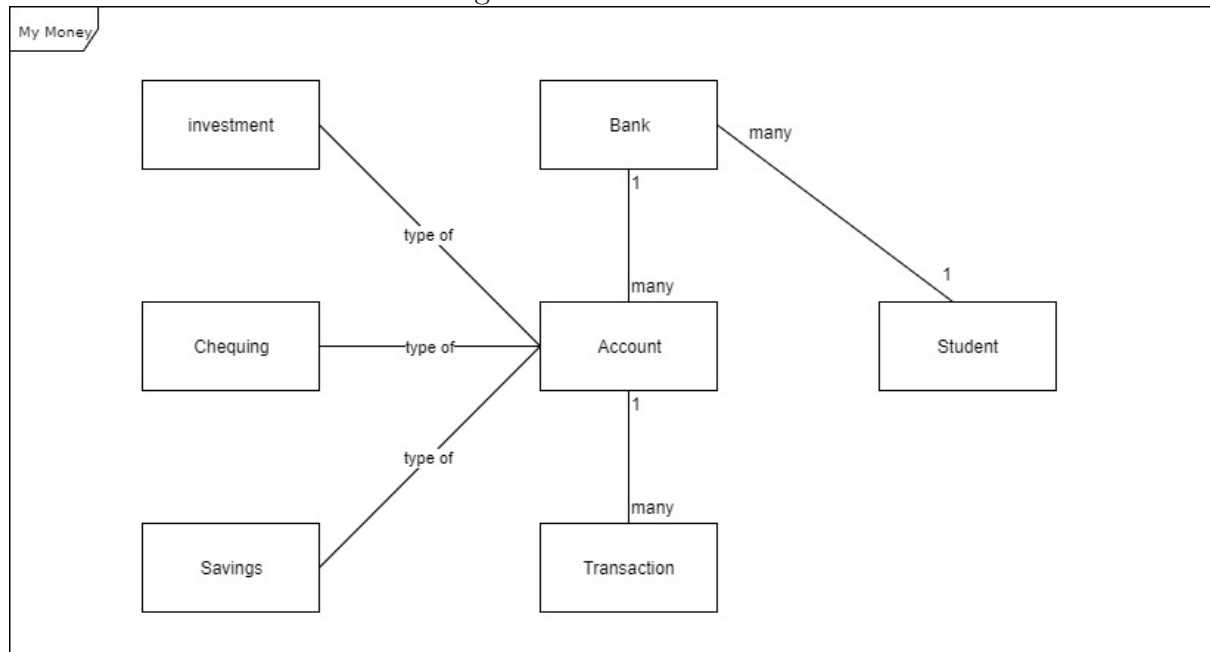 My Money
investment
Bank
many
1
type of
1
many
Chequing
type of
Account
Student
1
type of
many
Savings
Transaction